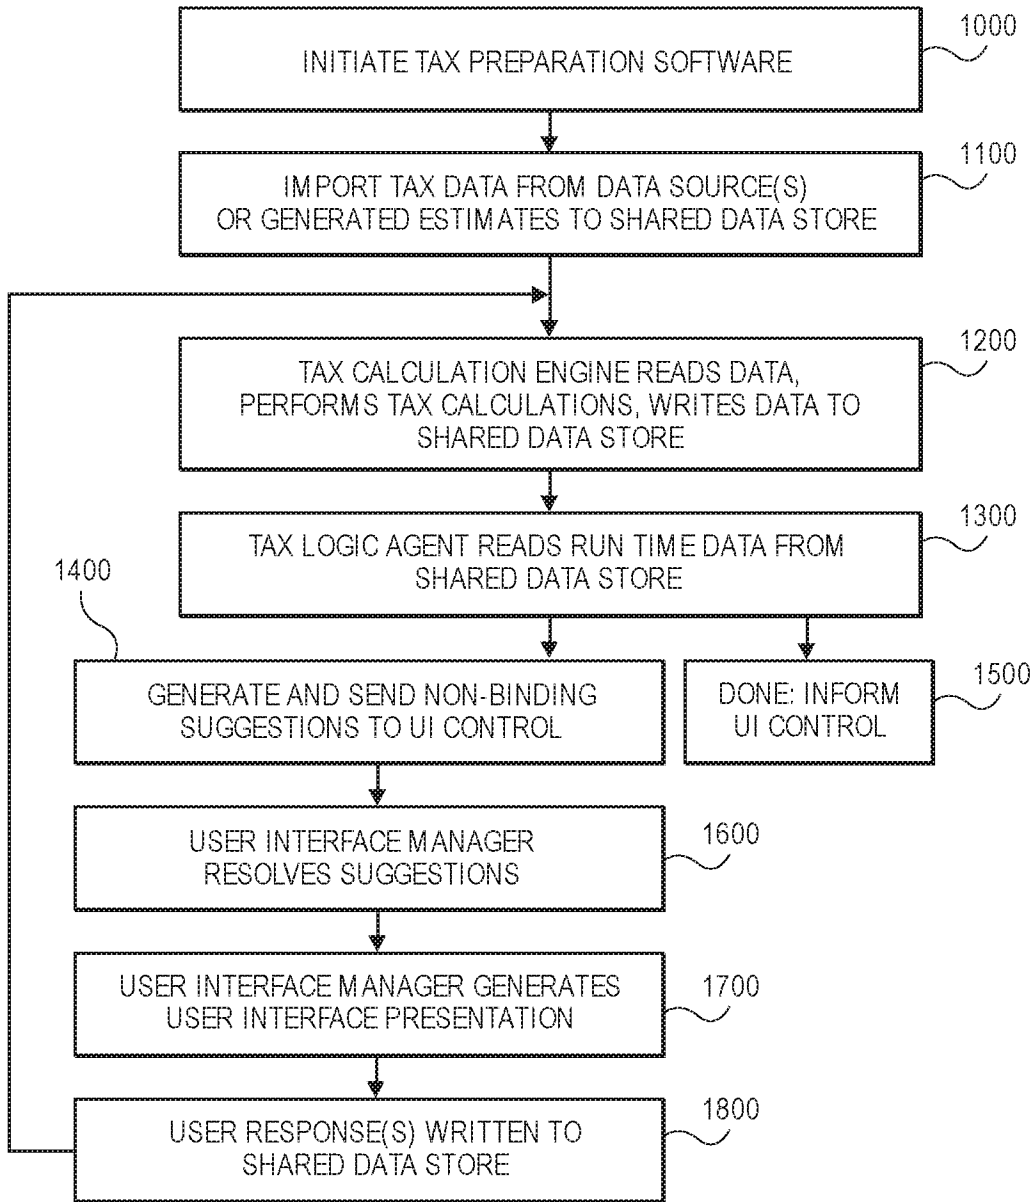 1000
INITIATE TAX PREPARATION SOFTWARE
1100
IMPORT TAX DATA FROM DATA SOURCE(S)
OR GENERATED ESTIMATES TO SHARED DATA STORE
1200
TAX CALCULATION ENGINE READS DATA,
PERFORMS TAX CALCULATIONS, WRITES DATA TO
SHARED DATA STORE
1300
TAX LOGIC AGENT READS RUN TIME DATA FROM
SHARED DATA STORE
1400
GENERATE AND SEND NON-BINDING
SUGGESTIONS TO UI CONTROL
DONE: INFORM
UI CONTROL
1500
USER INTERFACE MANAGER
RESOLVES SUGGESTIONS
1600
USER INTERFACE MANAGER GENERATES
USER INTERFACE PRESENTATION
1700
USER RESPONSE(S) WRITTEN TO
SHARED DATA STORE
1800